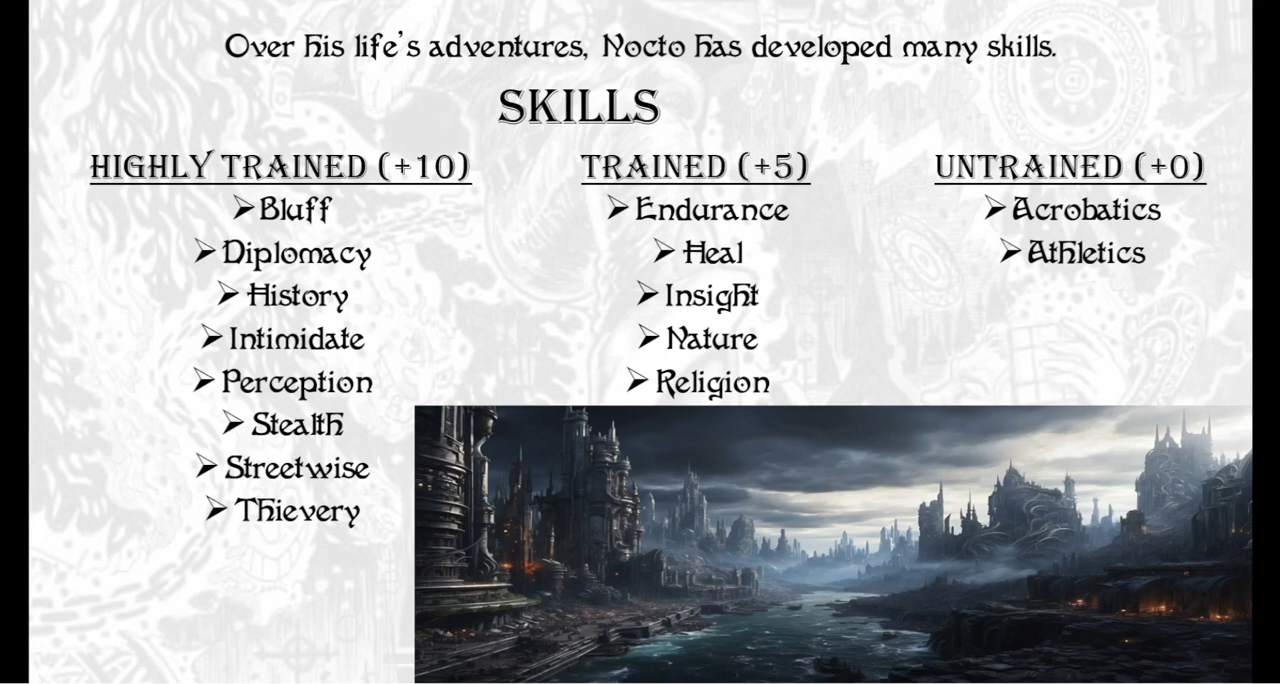 Over his life's adventures, Nocto has developed many skills.
SKILLS
HIGHLY TRAINED (+10)
➢Bluff
➢Diplomacy
➢History
➢Intimidate
➢Perception
➢Stealth
➢Streetwise
➢Thievery
TRAINED (+5)
➢Endurance
➢Heal
➢Insight
➢Nature
➢Religion
UNTRAINED (+0)
➢Acrobatics
➢Athletics